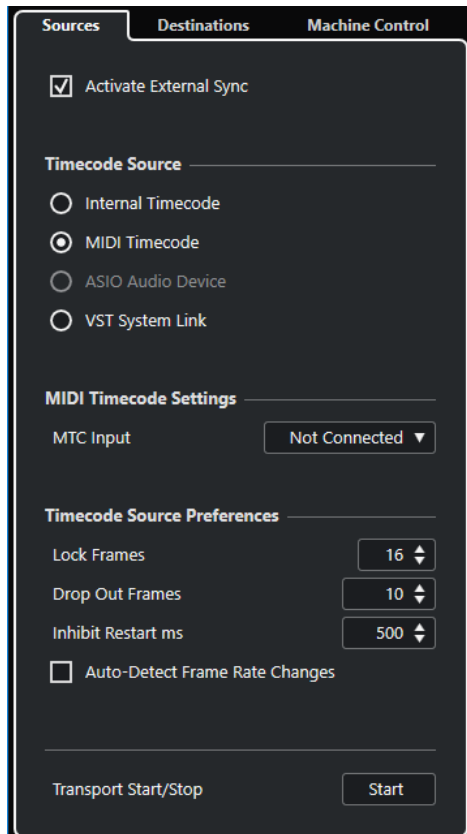 Sources Destinations Machine Control
Activate External Sync
Timecode Source
Internal Timecode
MIDI Timecode
ASIO Audio Device
VST System Link
MIDI Timecode Settings
MTC Input Not Connected
Timecode Source Preferences
Lock Frames 16
Drop Out Frames 10
Inhibit Restart ms 500
Auto-Detect Frame Rate Changes
Transport Start/Stop Start